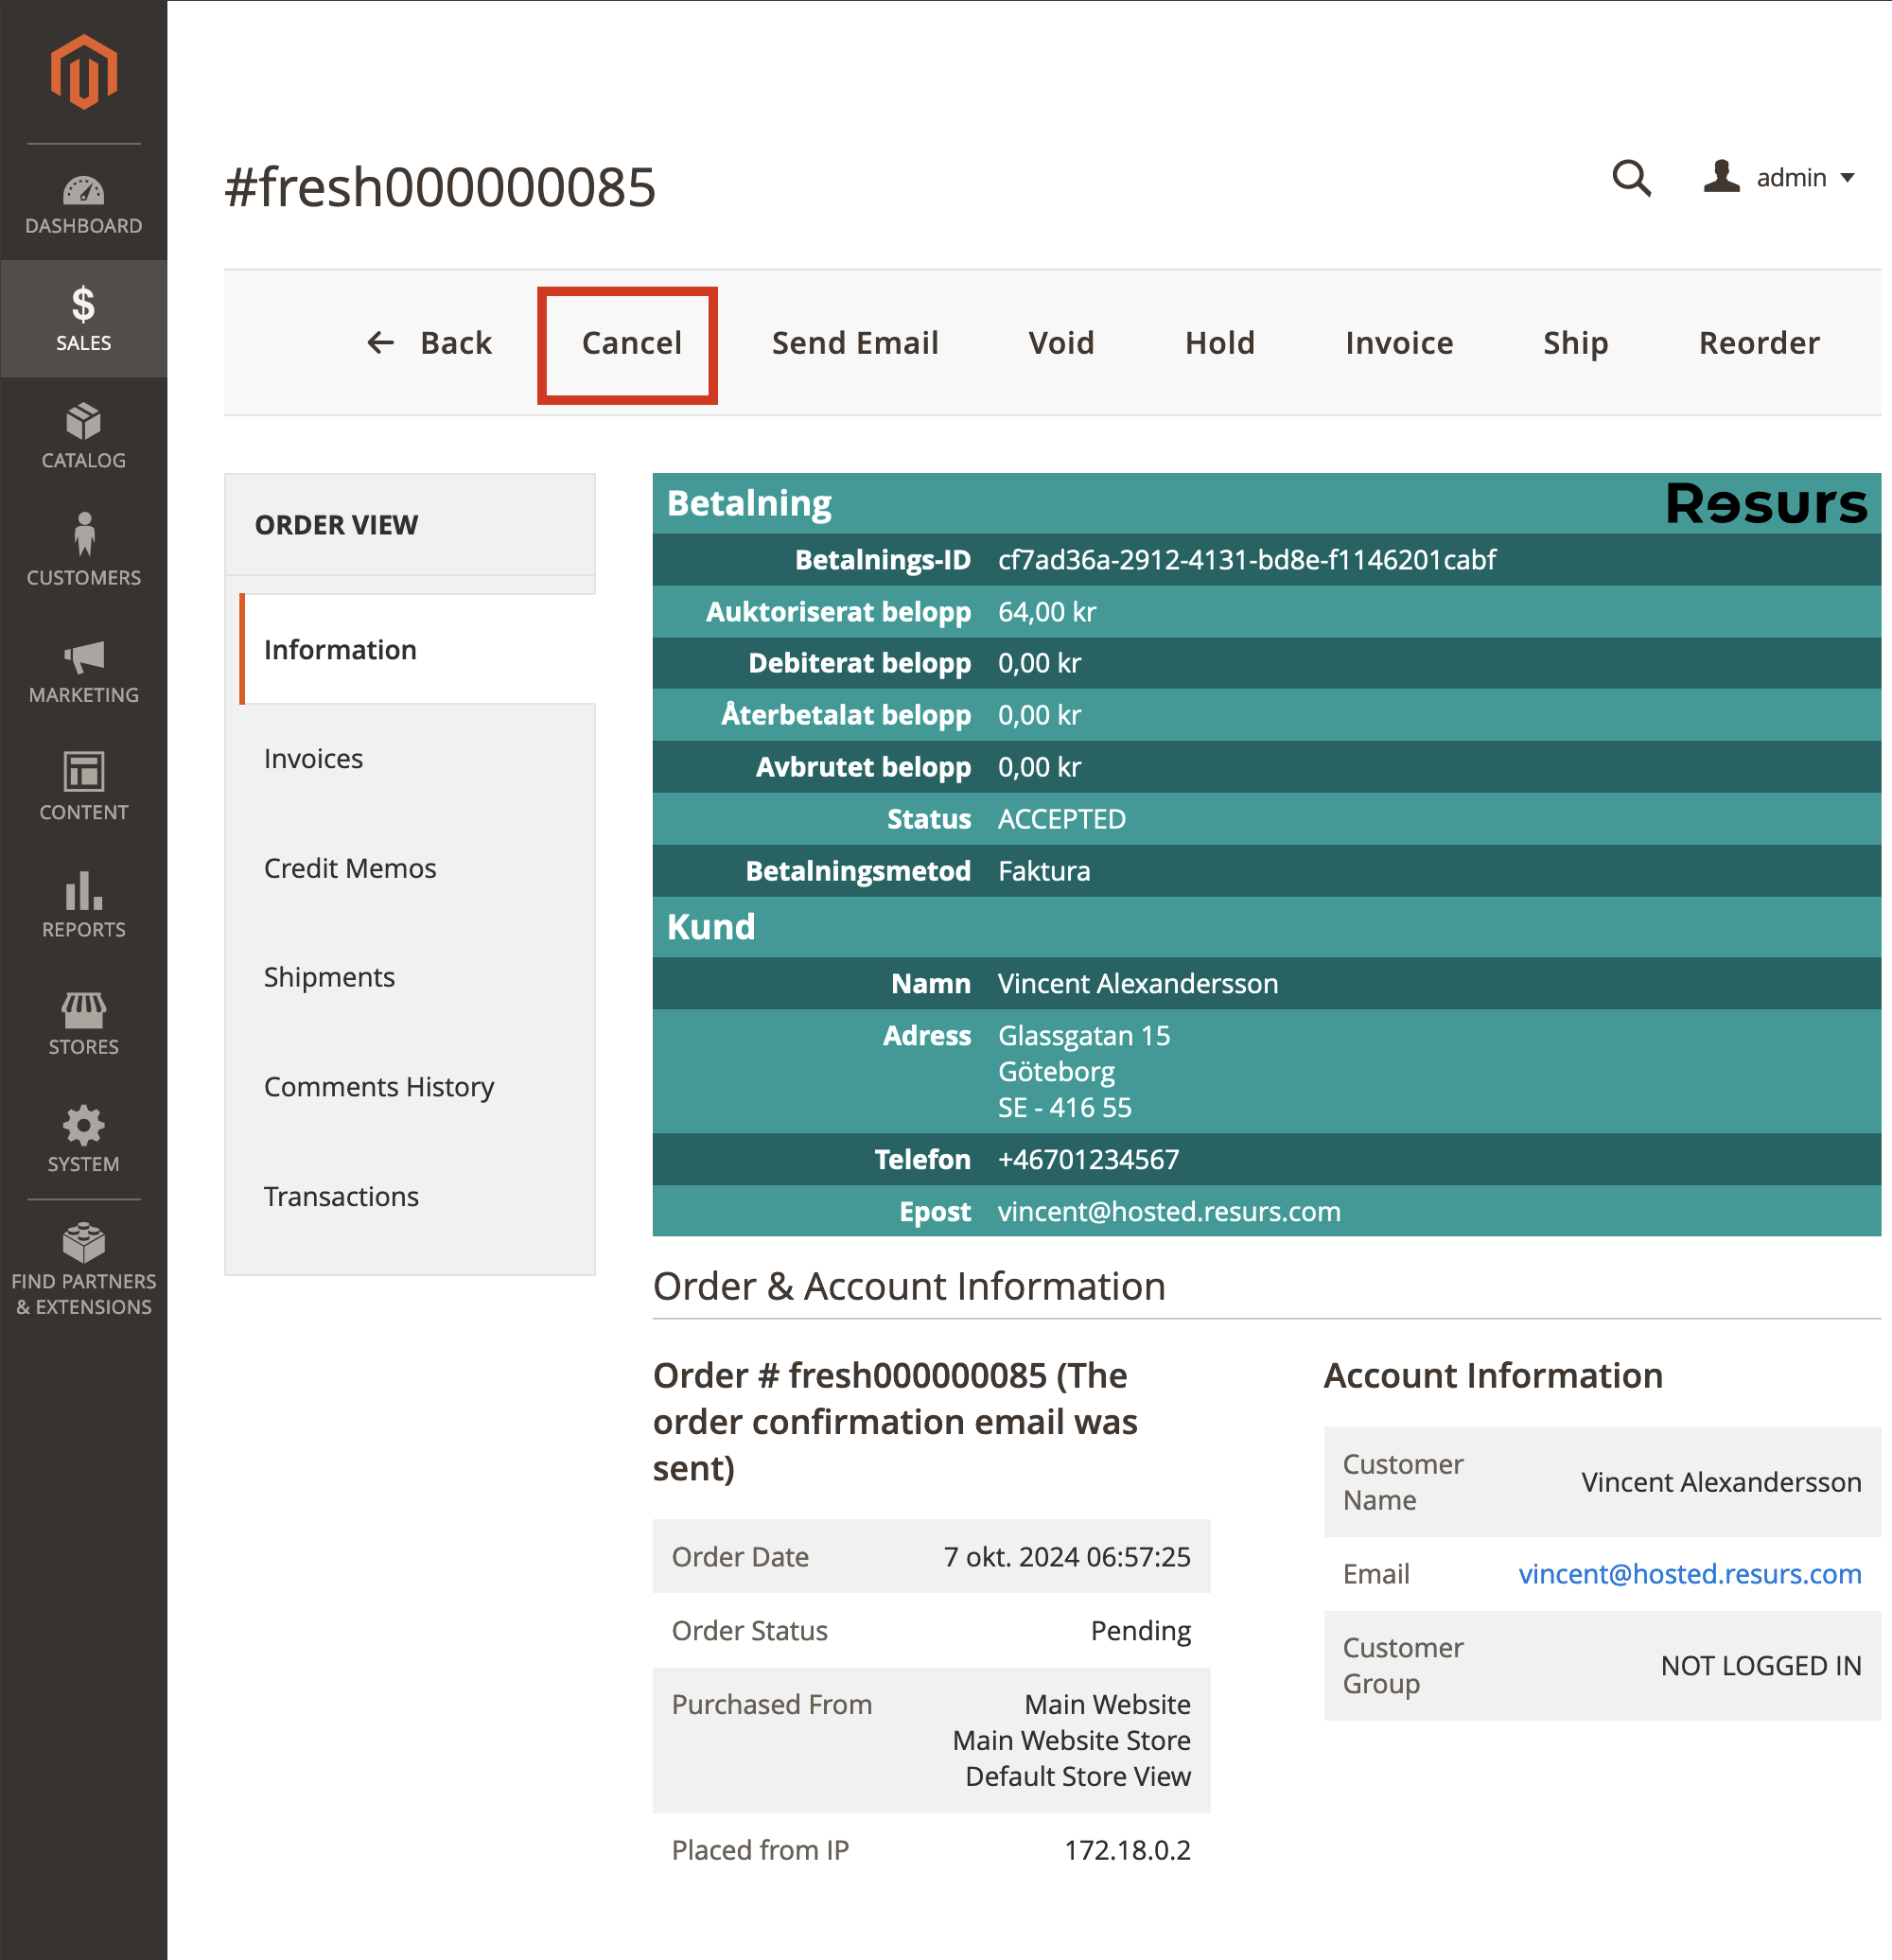 #fresh000000085
admin
DASHBOARD
SALES
CATALOG
CUSTOMERS
MARKETING
CONTENT
REPORTS
STORES
SYSTEM
FIND PARTNERS
& EXTENSIONS
Back Cancel Send Email Void Hold Invoice Ship Reorder
ORDER VIEW
Information
Invoices
Credit Memos
Shipments
Comments History
Transactions
Betalning Resurs
Betalnings-ID cf7ad36a-2912-4131-bd8e-f1146201cabf
Auktoriserat belopp 64,00 kr
Debiterat belopp 0,00 kr
Återbetalat belopp 0,00 kr
Avbrutet belopp 0,00 kr
Status ACCEPTED
Betalningsmetod Faktura
Kund
Namn Vincent Alexandersson
Adress Glassgatan 15
Göteborg
SE - 416 55
Telefon +46701234567
Epost vincent@hosted.resurs.com
Order & Account Information
Order # fresh000000085 (The
order confirmation email was
sent)
Order Date 7 okt. 2024 06:57:25
Order Status Pending
Purchased From Main Website
Main Website Store
Default Store View
Placed from IP 172.18.0.2
Account Information
Customer
Name Vincent Alexandersson
Email vincent@hosted.resurs.com
Customer
Group NOT LOGGED IN